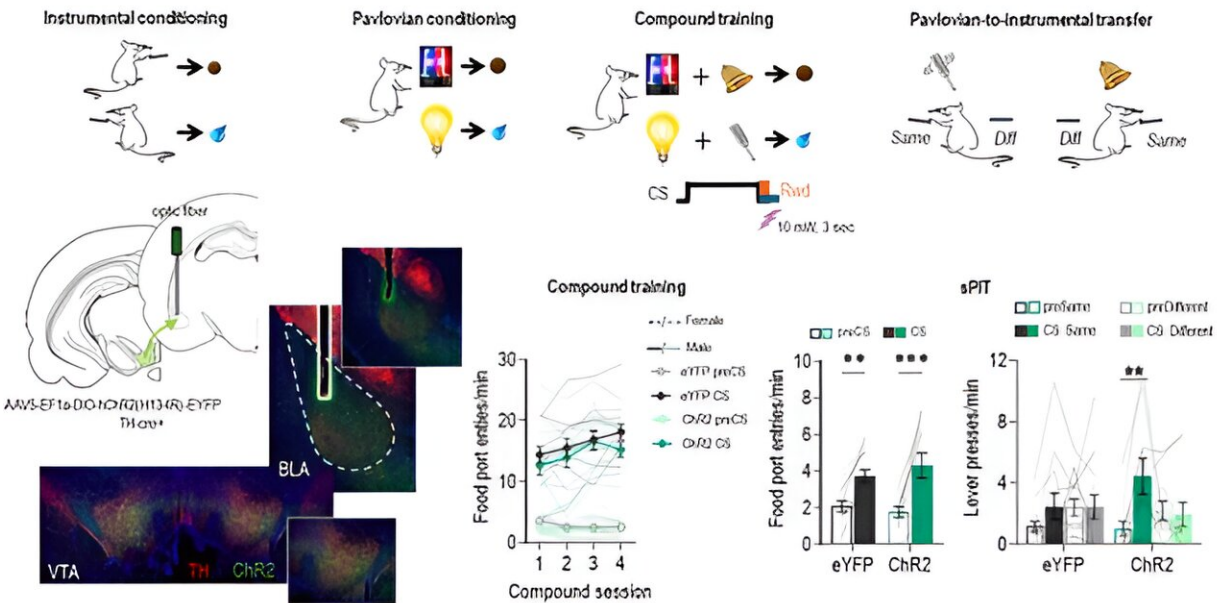 Instrumental conditioning
Pavlovian conditioning
Compound training
Pavlovian-to-instrumental transfer
+
+
Same
Diff
Diff
Same
CS
Rwd
10 mW, 3 sec
optic fiber
TH-cre+
BLA
VTA
TH
ChR2
Compound training
Female
Male
eYFP preCS
eYFP CS
ChR2 preCS
ChR2 CS
Food port entries/min
30
20
10
0
1 2 3 4
Compound session
preCS
CS
Food port entries/min
10
8
6
4
2
0
**
***
eYFP
ChR2
sPIT
preSame
preDifferent
CS-Same
CS-Different
Lever presses/min
12
8
4
0
**
eYFP
ChR2